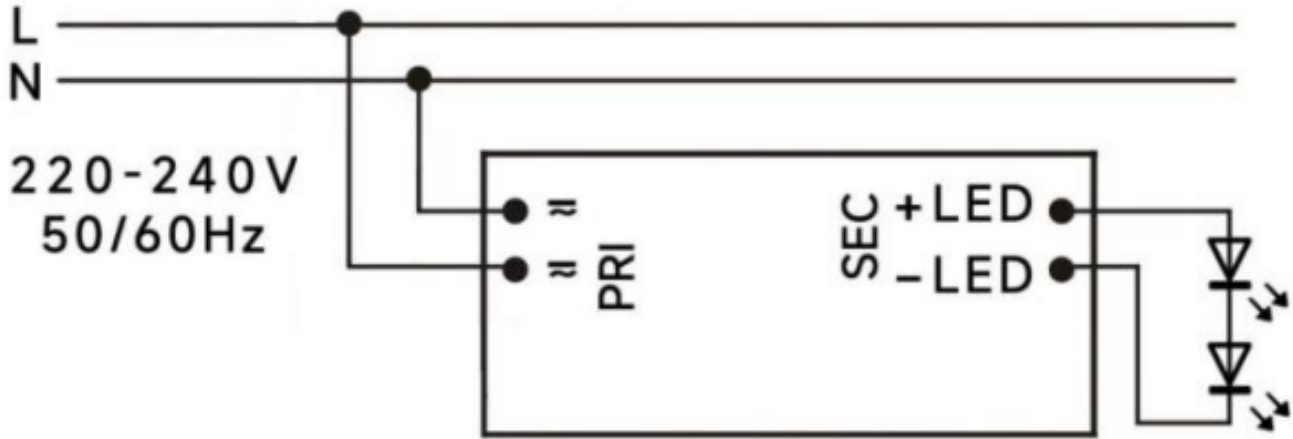 L
N
220-240V
50/60Hz
PRI
SEC
+LED
-LED